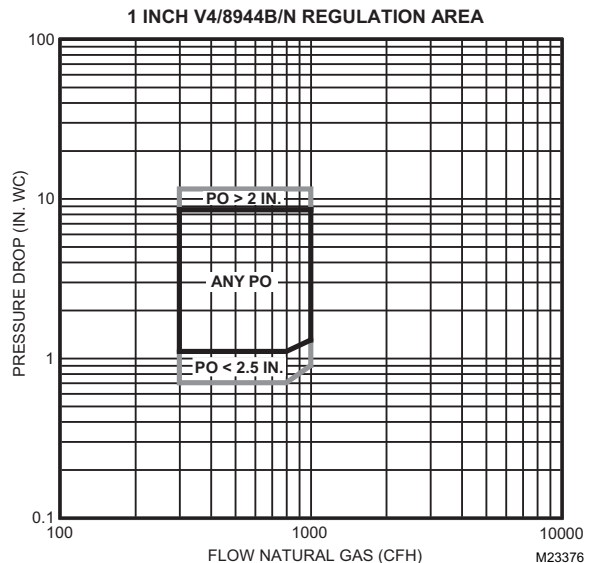 1 INCH V4/8944B/N REGULATION AREA
100
10
1
0.1
PRESSURE DROP (IN. WC)
PO > 2 IN.
ANY PO
PO < 2.5 IN.
100
1000
10000
FLOW NATURAL GAS (CFH)
M23376